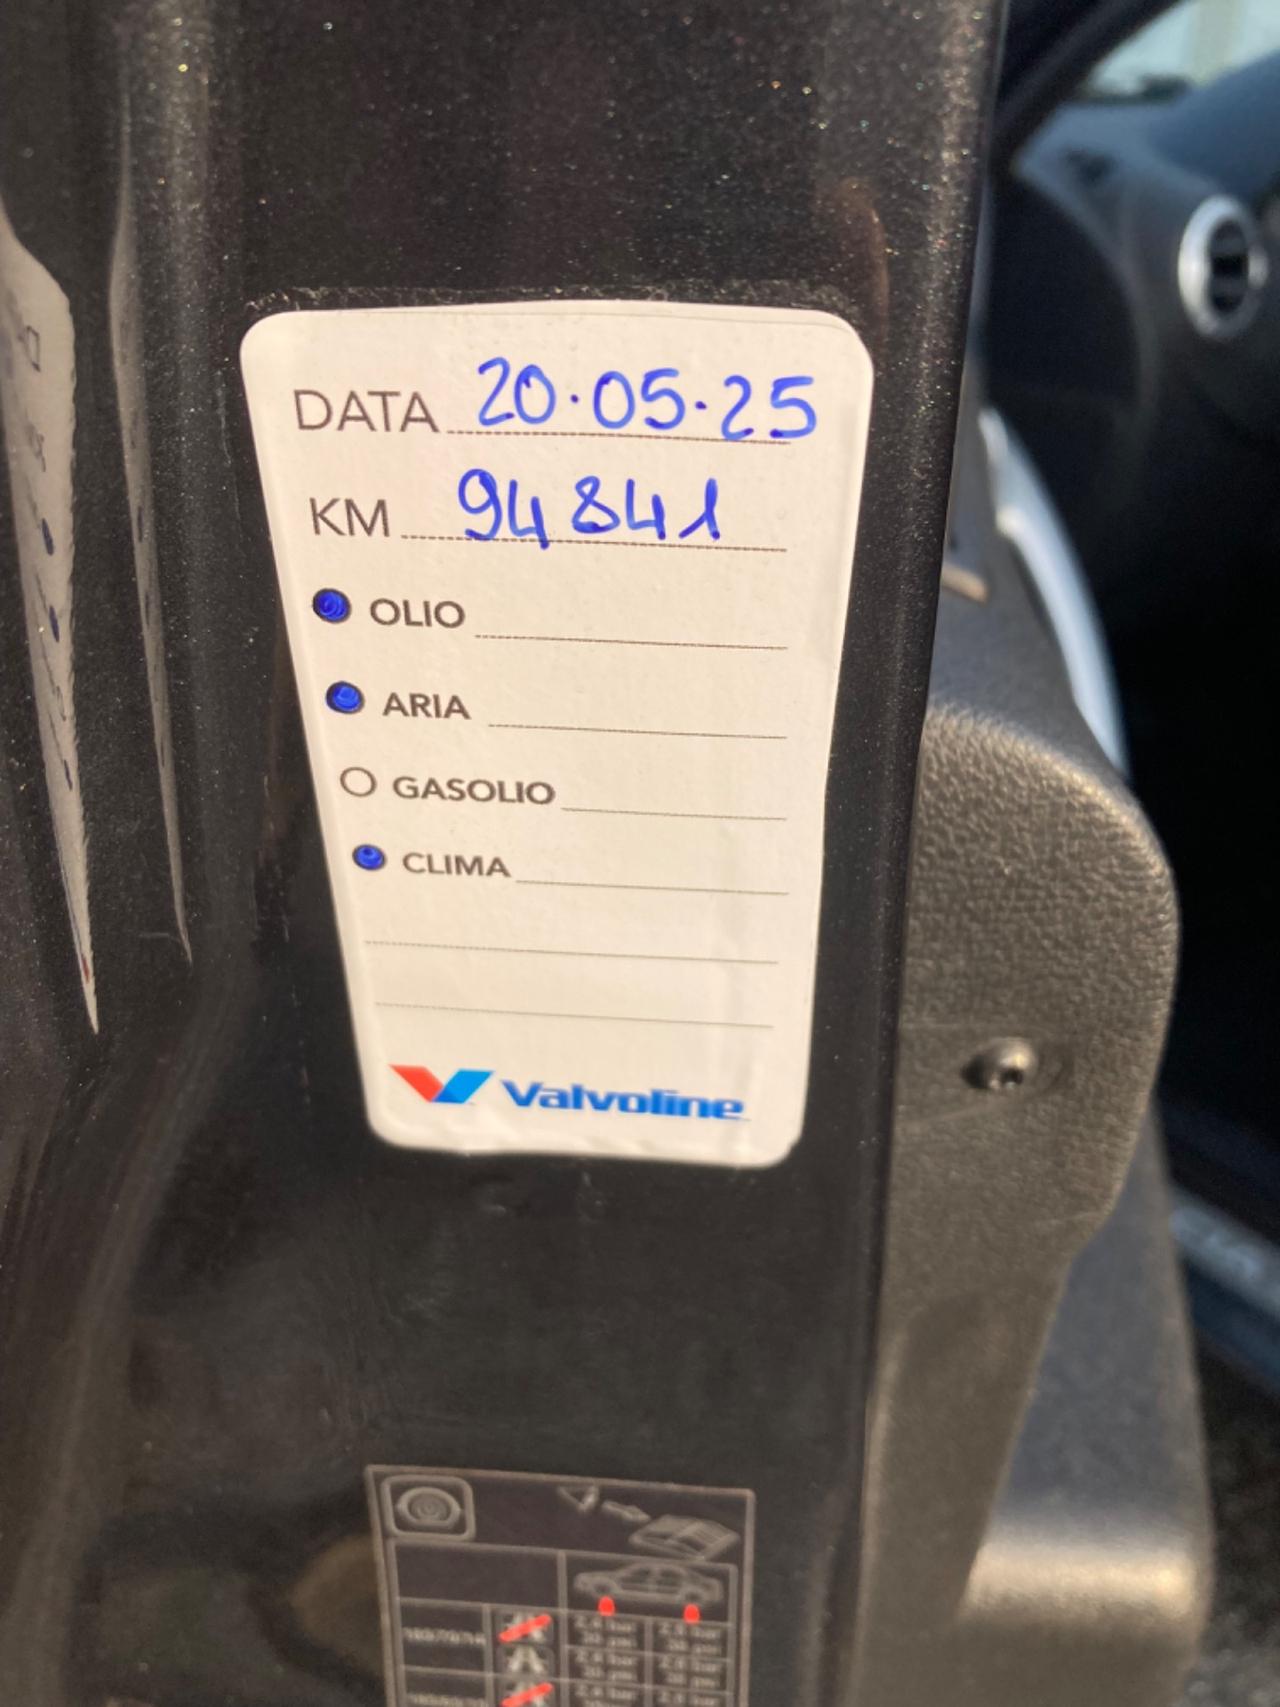 DATA 20.05.25
KM 94841
OLIO
ARIA
GASOLIO
CLIMA
Valvoline